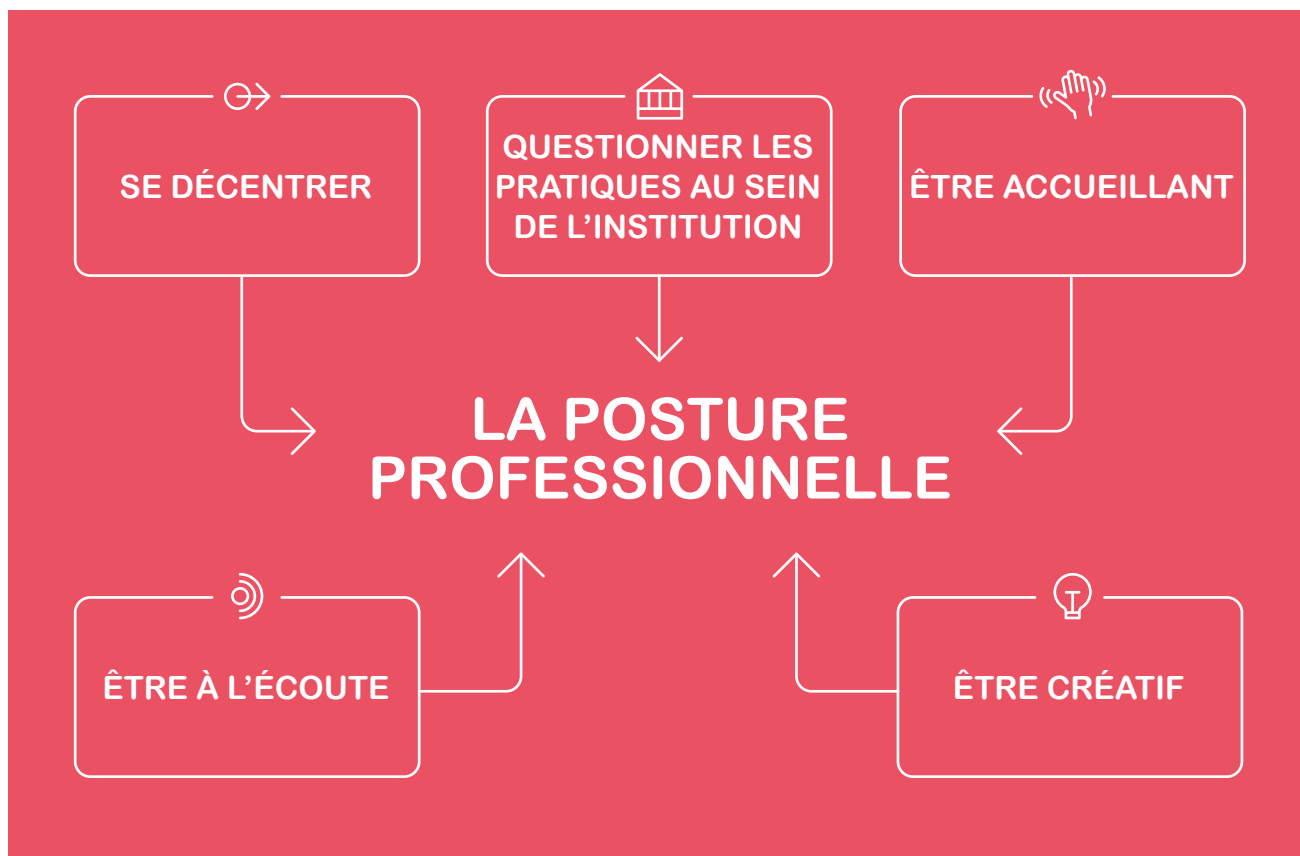 SE DÉCENTRER
QUESTIONNER LES
PRATIQUES AU SEIN
DE L’INSTITUTION
ÊTRE ACCUEILLANT
LA POSTURE
PROFESSIONNELLE
ÊTRE À L’ÉCOUTE
ÊTRE CRÉATIF